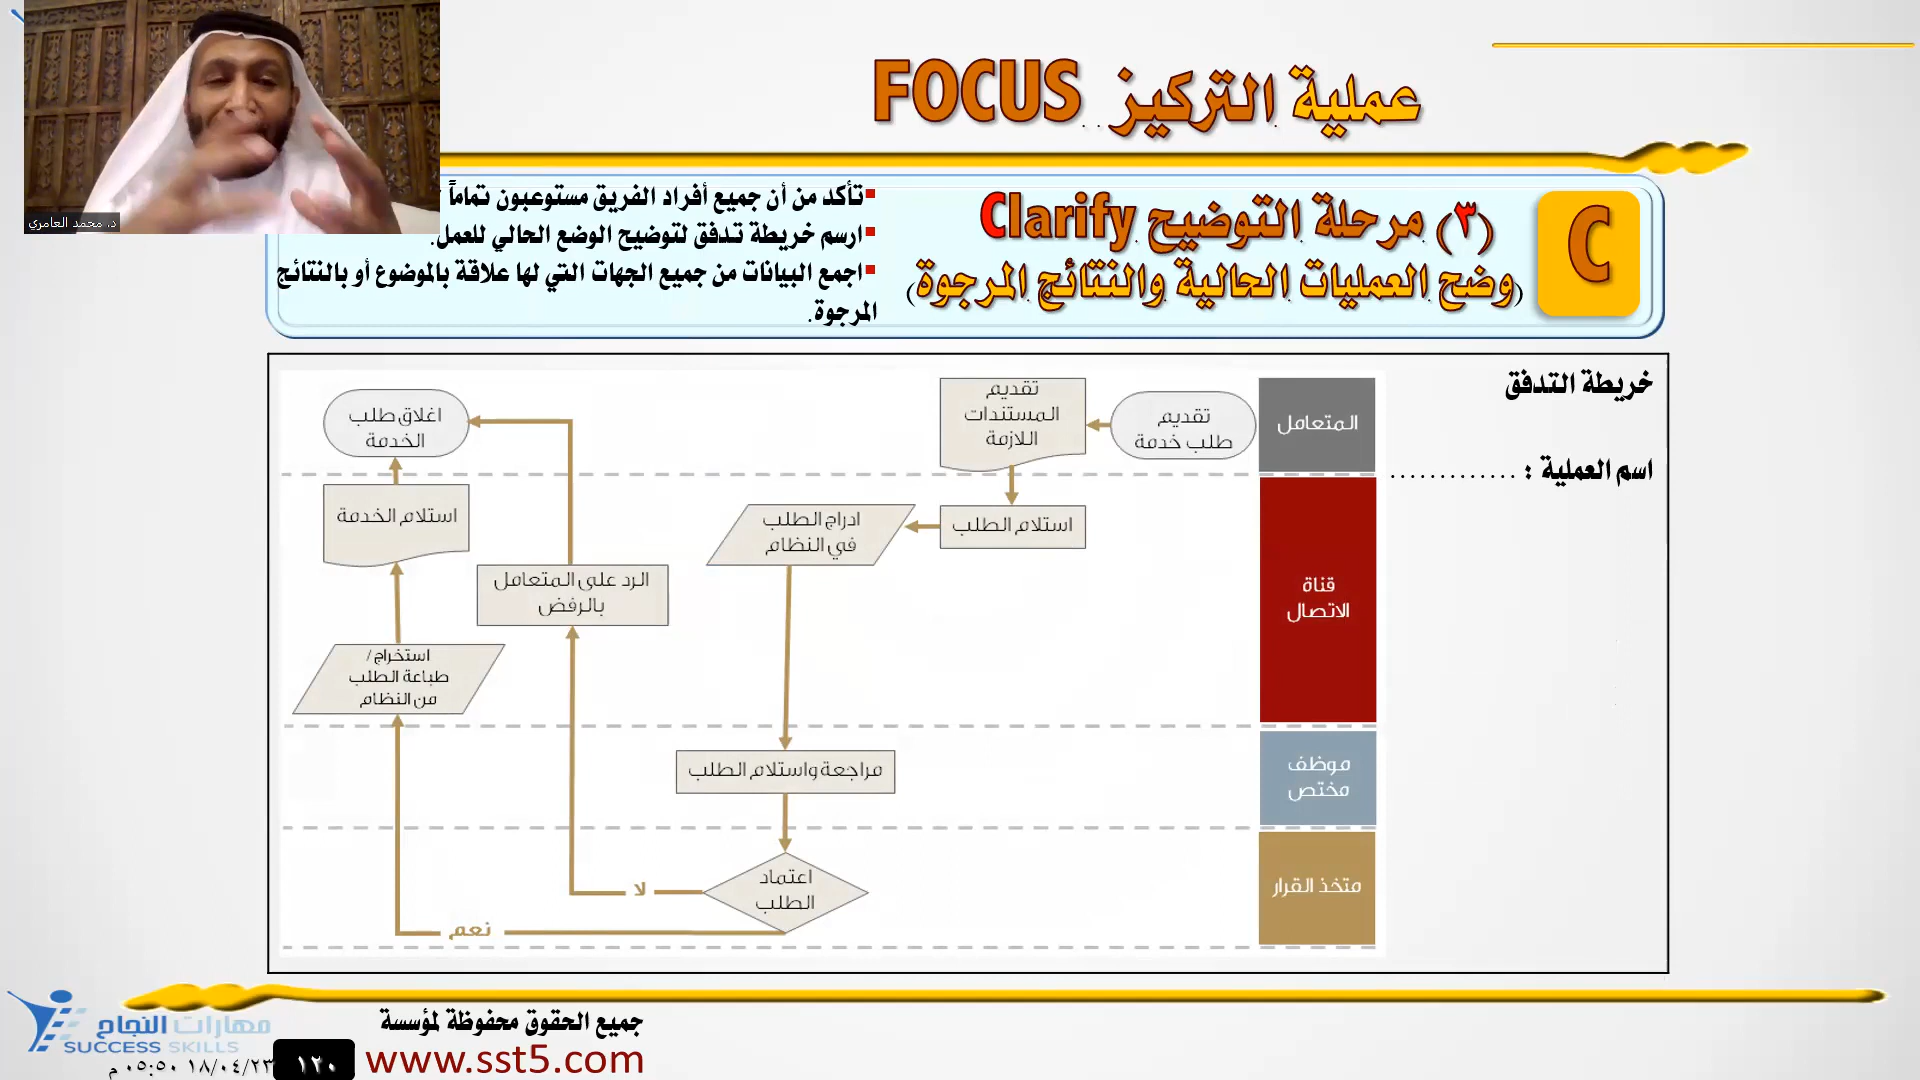 عملية التركيز FOCUS
C
(٣) مرحلة التوضيح Clarify
(وضح العمليات الحالية والنتائج المرجوة)
تأكد من أن جميع أفراد الفريق مستوعبون تماماً
ارسم خريطة تدفق لتوضيح الوضع الحالي للعمل.
اجمع البيانات من جميع الجهات التي لها علاقة بالموضوع أو بالنتائج
المرجوة.
د. محمد العامري
خريطة التدفق
اسم العملية : .............
المتعامل
تقديم
طلب خدمة
تقديم
المستندات
اللازمة
اغلاق طلب
الخدمة
قناة
الاتصال
استلام الطلب
ادراج الطلب
في النظام
الرد على المتعامل
بالرفض
استلام الخدمة
استخراج/
طباعة الطلب
من النظام
موظف
مختص
مراجعة واستلام الطلب
متخذ القرار
اعتماد
الطلب
لا
نعم
جميع الحقوق محفوظة لمؤسسة
www.sst5.com
مهارات النجاح
SUCCESS SKILLS
١٢٠
١٨/٠٤/٢٣ ٠٥:٥٠ م